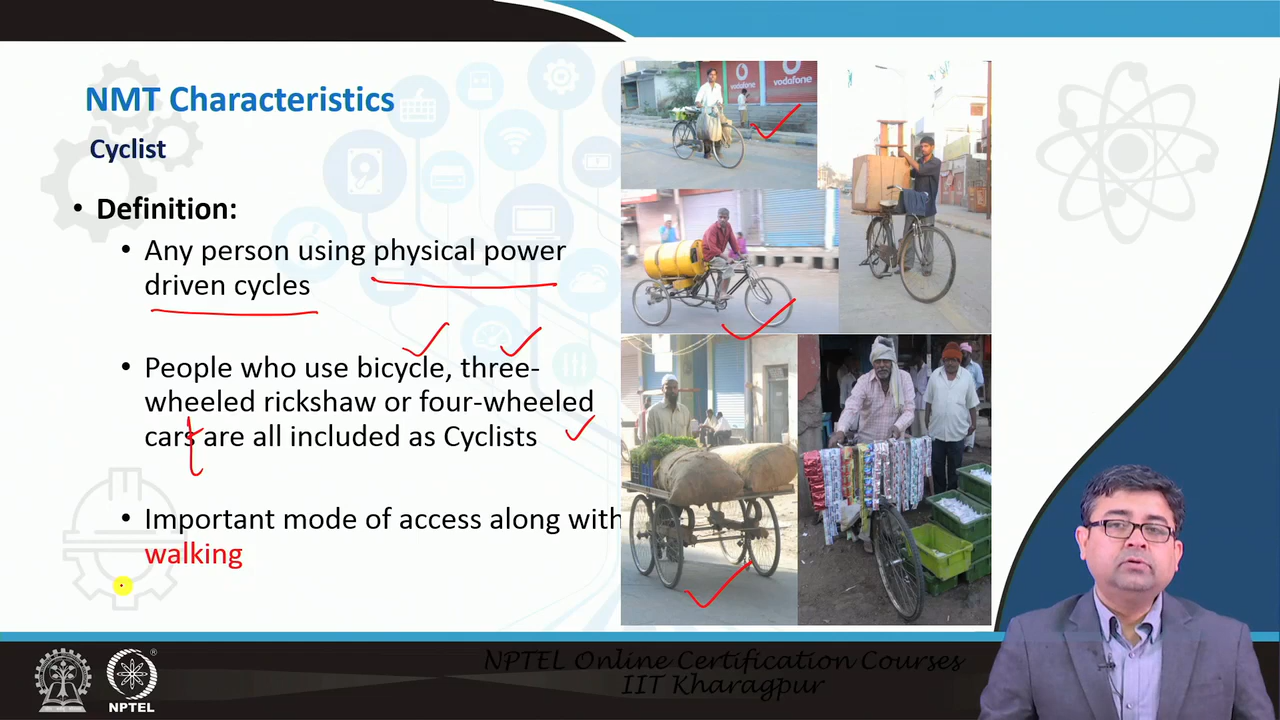 NMT Characteristics
Cyclist
• Definition:
• Any person using physical power
driven cycles
• People who use bicycle, three-
wheeled rickshaw or four-wheeled
cars are all included as Cyclists
• Important mode of access along with
walking
vodafone
vodafone
NPTEL
NPTEL Online Certification Courses
IIT Kharagpur